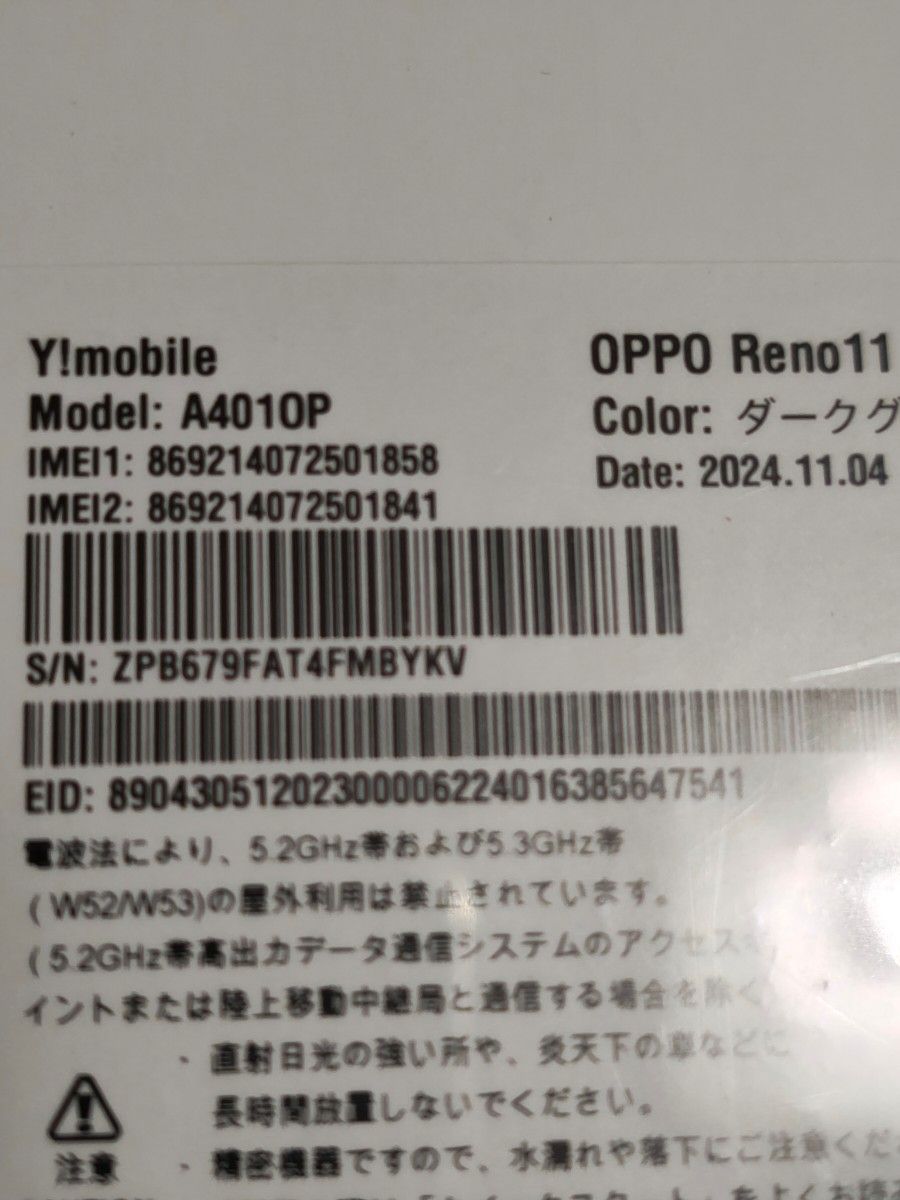 Y!mobile
OPPO Reno11
Model: A401OP
Color: ダークグ
IMEI1: 869214072501858
Date: 2024.11.04
IMEI2: 869214072501841
S/N: ZPB679FAT4FMBYKV
EID: 89043051202300006224016385647541
電波法により、5.2GHz帯および5.3GHz帯
(W52/W53)の屋外利用は禁止されています。
(5.2GHz帯高出力データ通信システムのアクセス
イントまたは陸上移動中継局と通信する場合を除く
・ 直射日光の強い所や、炎天下の車などに
長時間放置しないでください。
注意
・ 精密機器ですので、水濡れや落下にご注意くだ